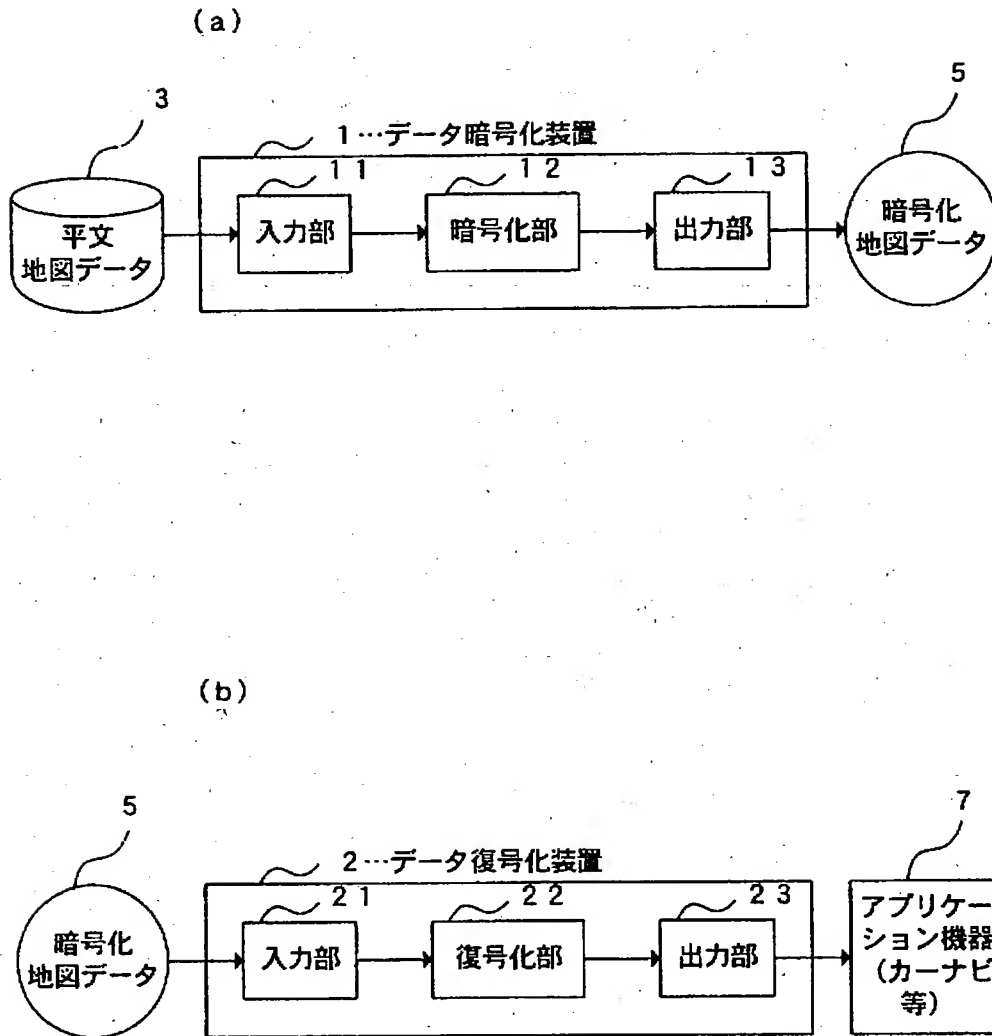 (a)
3
5
1…データ暗号化装置
11
12
13
平文
地図データ
入力部
暗号化部
出力部
暗号化
地図データ
(b)
5
7
2…データ復号化装置
21
22
23
暗号化
地図データ
入力部
復号化部
出力部
アプリケー
ション機器
(カーナビ
等)